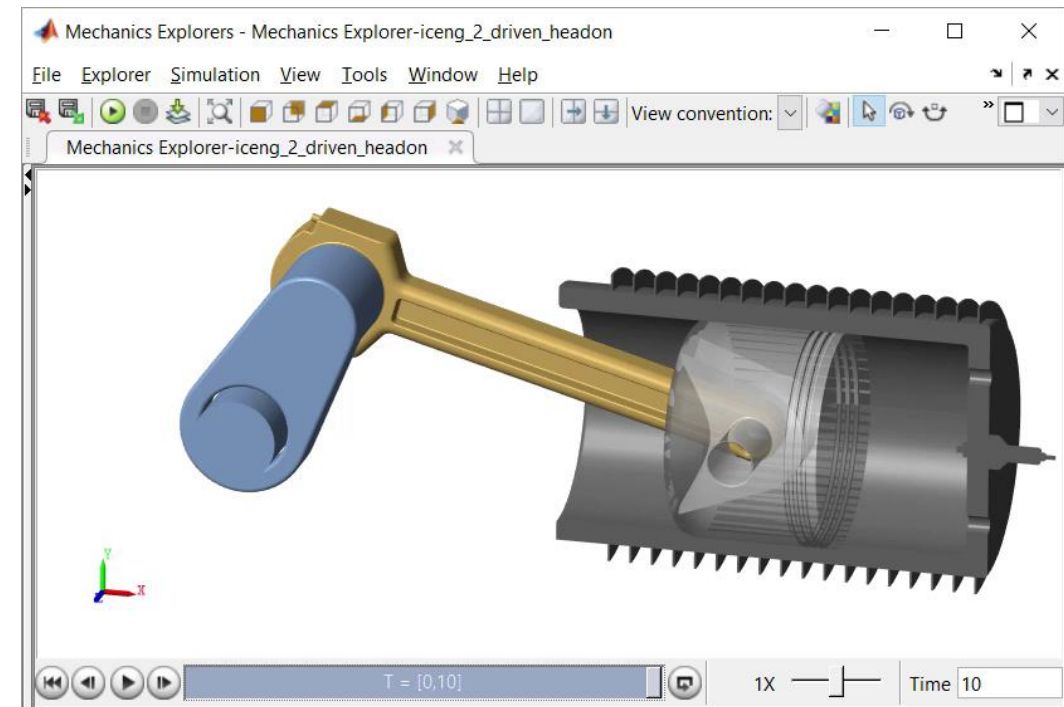 Mechanics Explorers - Mechanics Explorer-iceng_2_driven_headon
File Explorer Simulation View Tools Window Help
View convention:
Mechanics Explorer-iceng_2_driven_headon
Y
X
T = [0,10]
1X
Time 10